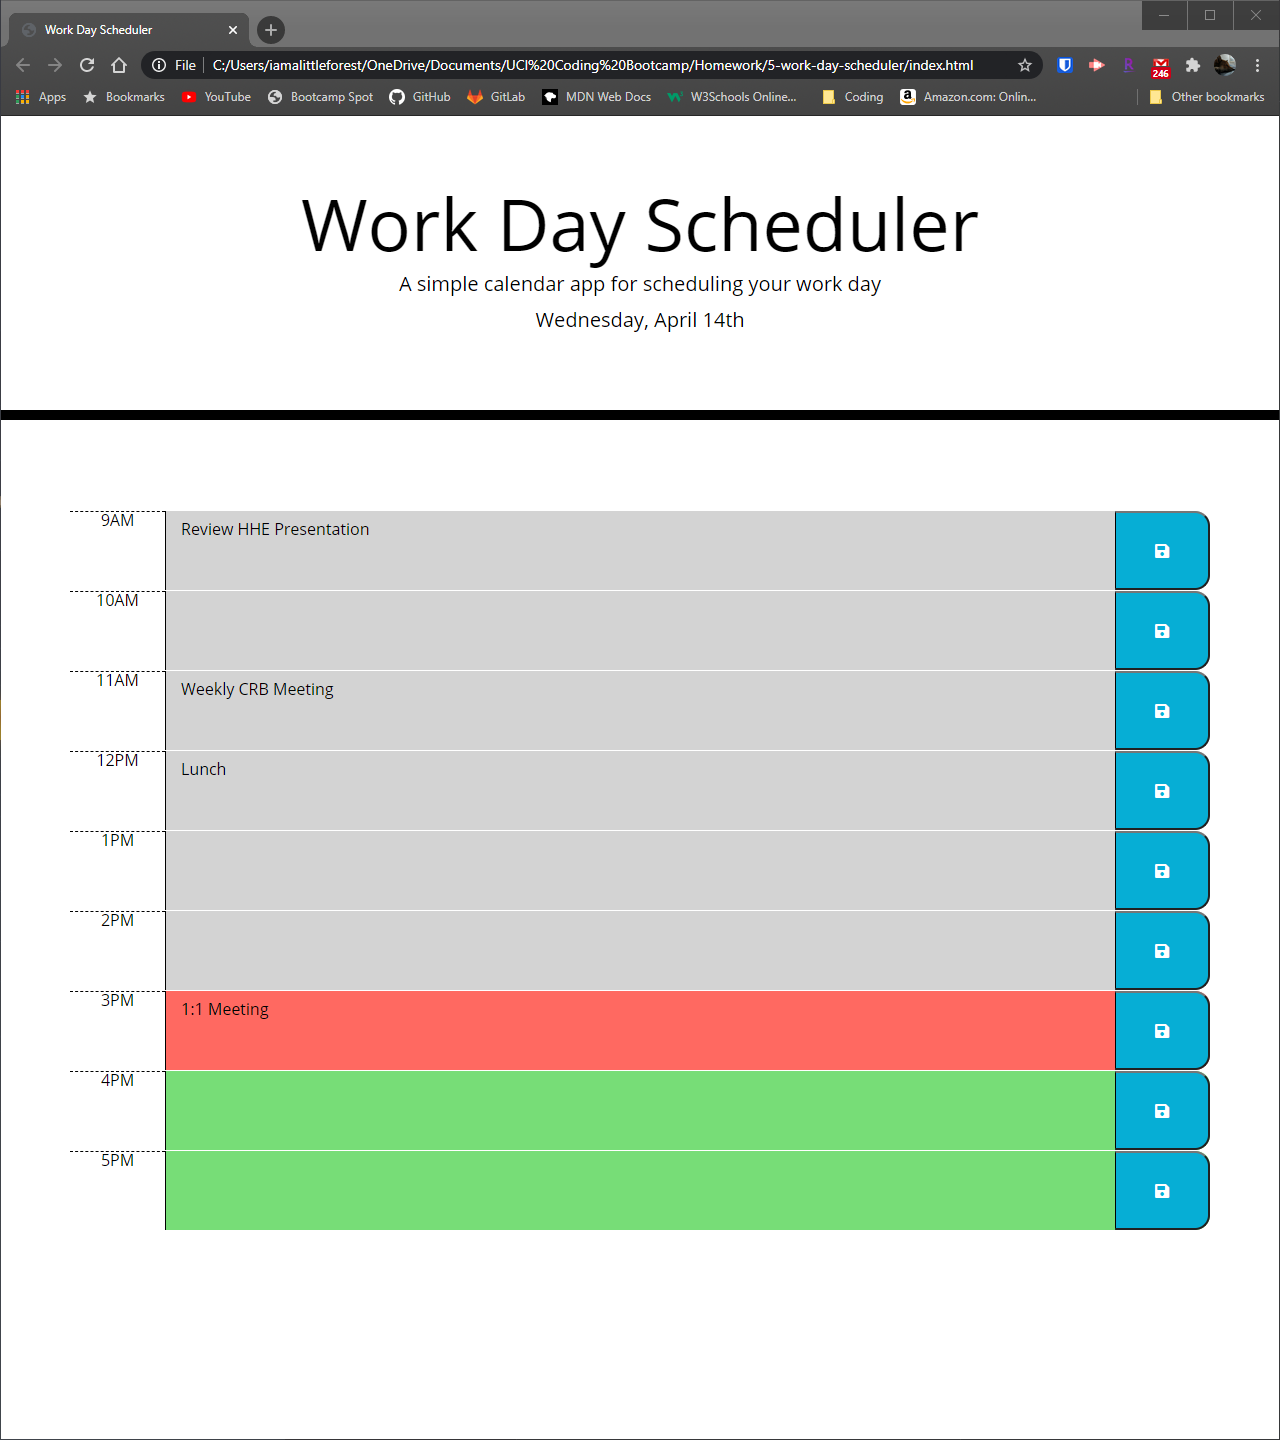 Work Day Scheduler
File C:/Users/iamalittleforest/OneDrive/Documents/UCI%20Coding%20Bootcamp/Homework/5-work-day-scheduler/index.html
246
Apps Bookmarks YouTube Bootcamp Spot GitHub GitLab MDN Web Docs W3Schools Online... Coding Amazon.com: Onlin... Other bookmarks
Work Day Scheduler
A simple calendar app for scheduling your work day
Wednesday, April 14th
9AM Review HHE Presentation
10AM
11AM Weekly CRB Meeting
12PM Lunch
1PM
2PM
3PM 1:1 Meeting
4PM
5PM